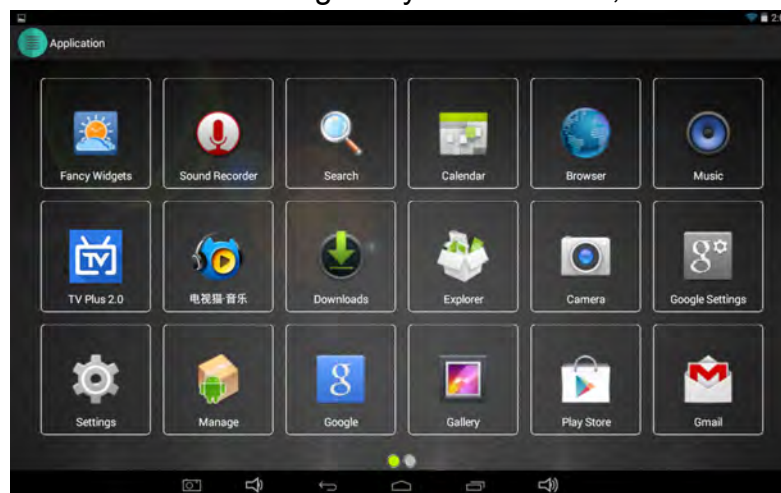 Application
Fancy Widgets
Sound Recorder
Search
Calendar
Browser
Music
TV
TV Plus 2.0
电视猫·音乐
Downloads
Explorer
Camera
g
Google Settings
Settings
Manage
g
Google
Gallery
Play Store
Gmail